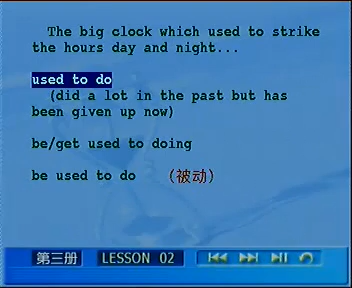 The big clock which used to strike
the hours day and night...
used to do
(did a lot in the past but has
been given up now)
be/get used to doing
be used to do (被动)
第三册 LESSON 02